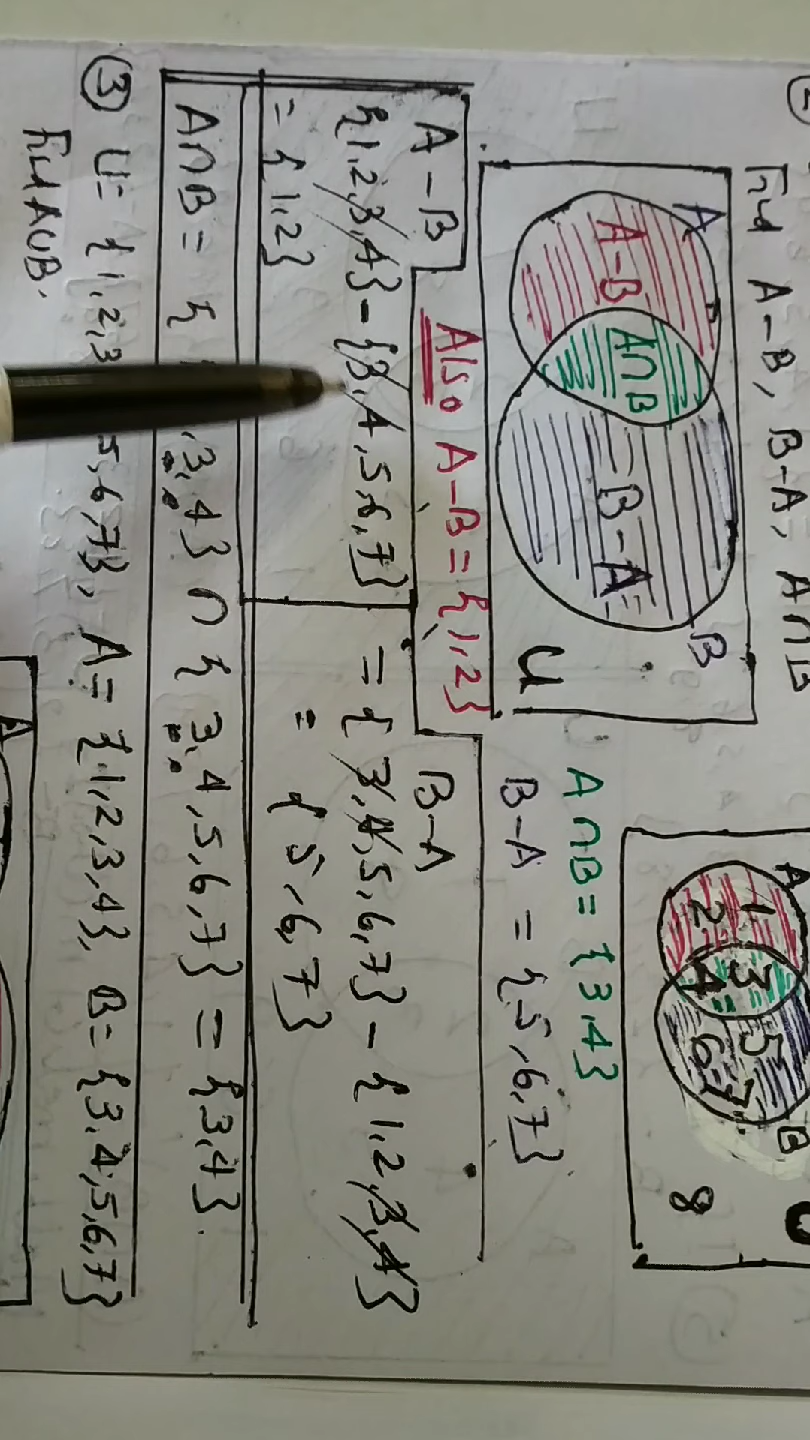 Find A-B, B-A, A∩B
A
B
A-B
A∩B
B-A
U
A
B
1
2
3
4
5
6
7
8
A∩B = {3,4}
B-A = {5,6,7}
Also A-B = {1,2}
A-B
{1,2,3,4} - {3,4,5,6,7}
= {1,2}
B-A
= {3,4,5,6,7} - {1,2,3,4}
= {5,6,7}
A∩B = { ,3,4} ∩ {3,4,5,6,7} = {3,4}.
③ U = {1,2,3 5,6,7}, A = {1,2,3,4}, B = {3,4,5,6,7}
Find A∪B.
A